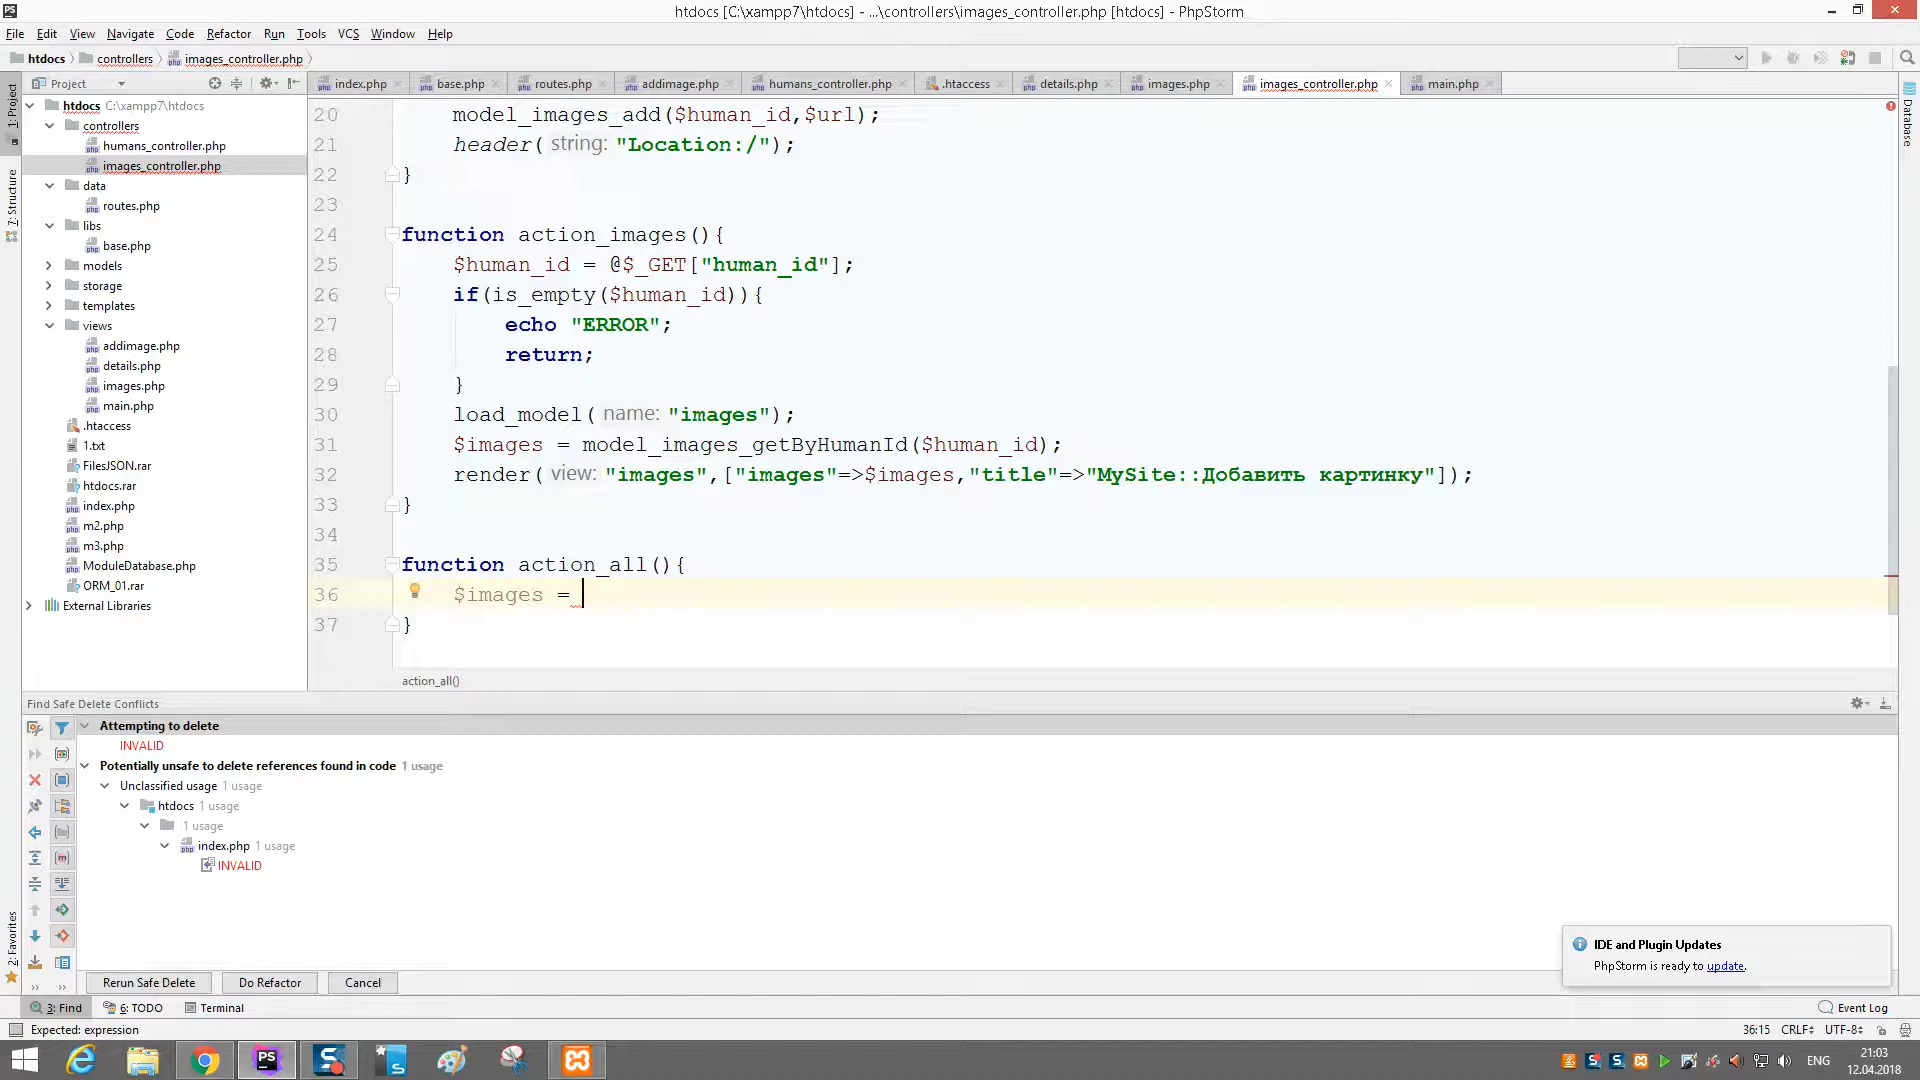 htdocs [C:\xampp7\htdocs] - ...\controllers\images_controller.php [htdocs] - PhpStorm
File Edit View Navigate Code Refactor Run Tools VCS Window Help
htdocs controllers images_controller.php
Project
index.php base.php routes.php addimage.php humans_controller.php .htaccess details.php images.php images_controller.php main.php
1: Project
7: Structure
2: Favorites
Database
htdocs C:\xampp7\htdocs
controllers
humans_controller.php
images_controller.php
data
routes.php
libs
base.php
models
storage
templates
views
addimage.php
details.php
images.php
main.php
.htaccess
1.txt
FilesJSON.rar
htdocs.rar
index.php
m2.php
m3.php
ModuleDatabase.php
ORM_01.rar
External Libraries
20 model_images_add($human_id,$url);
21 header( string: "Location:/");
22 }
23
24 function action_images(){
25 $human_id = @$_GET["human_id"];
26 if(is_empty($human_id)){
27 echo "ERROR";
28 return;
29 }
30 load_model( name: "images");
31 $images = model_images_getByHumanId($human_id);
32 render( view: "images",["images"=>$images,"title"=>"MySite::Добавить картинку"]);
33 }
34
35 function action_all(){
36 $images =
37 }
action_all()
Find Safe Delete Conflicts
Attempting to delete
INVALID
Potentially unsafe to delete references found in code 1 usage
Unclassified usage 1 usage
htdocs 1 usage
1 usage
index.php 1 usage
INVALID
IDE and Plugin Updates
PhpStorm is ready to update.
Rerun Safe Delete Do Refactor Cancel
3: Find 6: TODO Terminal Event Log
Expected: expression 36:15 CRLF UTF-8
ENG 21:03
12.04.2018